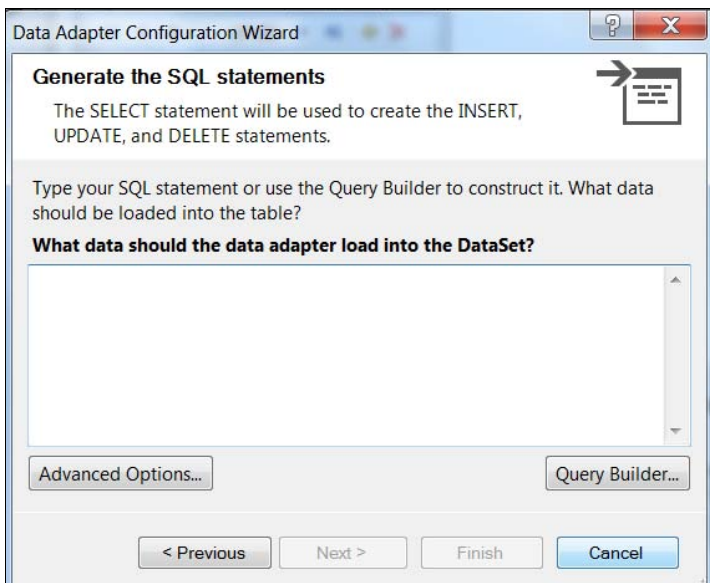 Data Adapter Configuration Wizard
? X
Generate the SQL statements
The SELECT statement will be used to create the INSERT,
UPDATE, and DELETE statements.
Type your SQL statement or use the Query Builder to construct it. What data
should be loaded into the table?
What data should the data adapter load into the DataSet?
Advanced Options... Query Builder...
< Previous Next > Finish Cancel